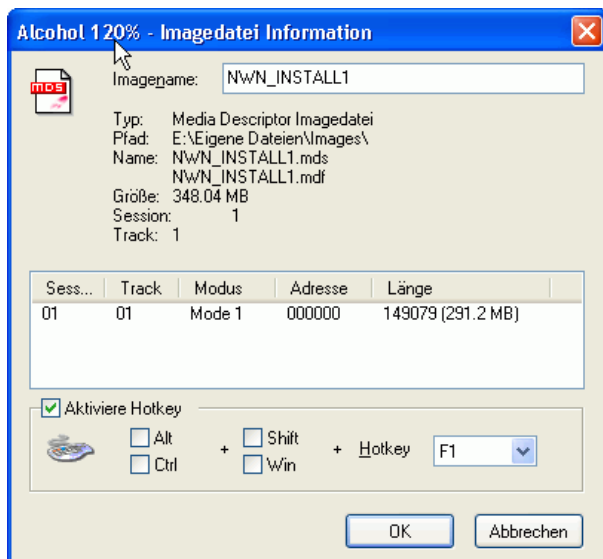 Alcohol 120% - Imagedatei Information
mds
Imagename: NWN_INSTALL1
Typ: Media Descriptor Imagedatei
Pfad: E:\Eigene Dateien\Images\
Name: NWN_INSTALL1.mds
NWN_INSTALL1.mdf
Größe: 348.04 MB
Session: 1
Track: 1
Sess... Track Modus Adresse Länge
01 01 Mode 1 000000 149079 (291.2 MB)
Aktiviere Hotkey
Alt + Shift + Hotkey F1
Ctrl Win
OK Abbrechen